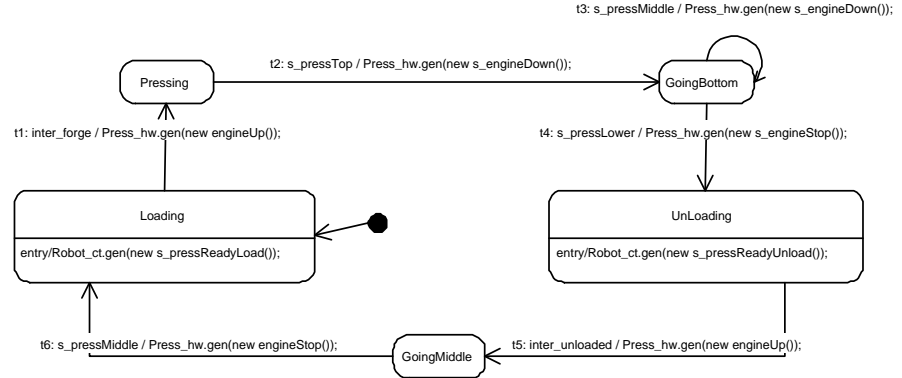 t3: s_pressMiddle / Press_hw.gen(new s_engineDown());
t2: s_pressTop / Press_hw.gen(new s_engineDown());
Pressing
GoingBottom
t1: inter_forge / Press_hw.gen(new engineUp());
t4: s_pressLower / Press_hw.gen(new s_engineStop());
Loading
UnLoading
entry/Robot_ct.gen(new s_pressReadyLoad());
entry/Robot_ct.gen(new s_pressReadyUnload());
t6: s_pressMiddle / Press_hw.gen(new engineStop());
t5: inter_unloaded / Press_hw.gen(new engineUp());
GoingMiddle